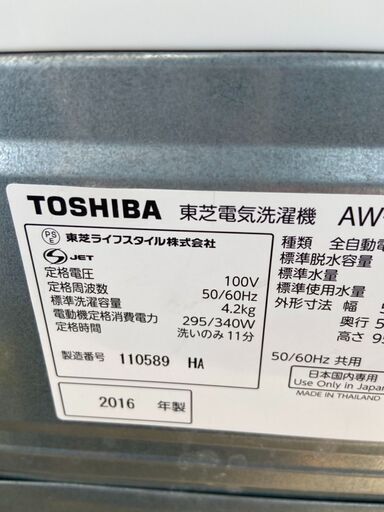 TOSHIBA 東芝電気洗濯機 AW-
PS E 東芝ライフスタイル株式会社
S JET
定格電圧 100V
定格周波数 50/60Hz
標準洗濯容量 4.2kg
電動機定格消費電力 295/340W
定格時間 洗いのみ 11分
製造番号 110589 HA
2016 年製
種類 全自動電
標準脱水容量
標準水量
標準使用水量
外形寸法 幅
奥行 5
高さ 95
50/60Hz 共用
日本国内専用
Use Only in Japan
MADE IN THAILAND